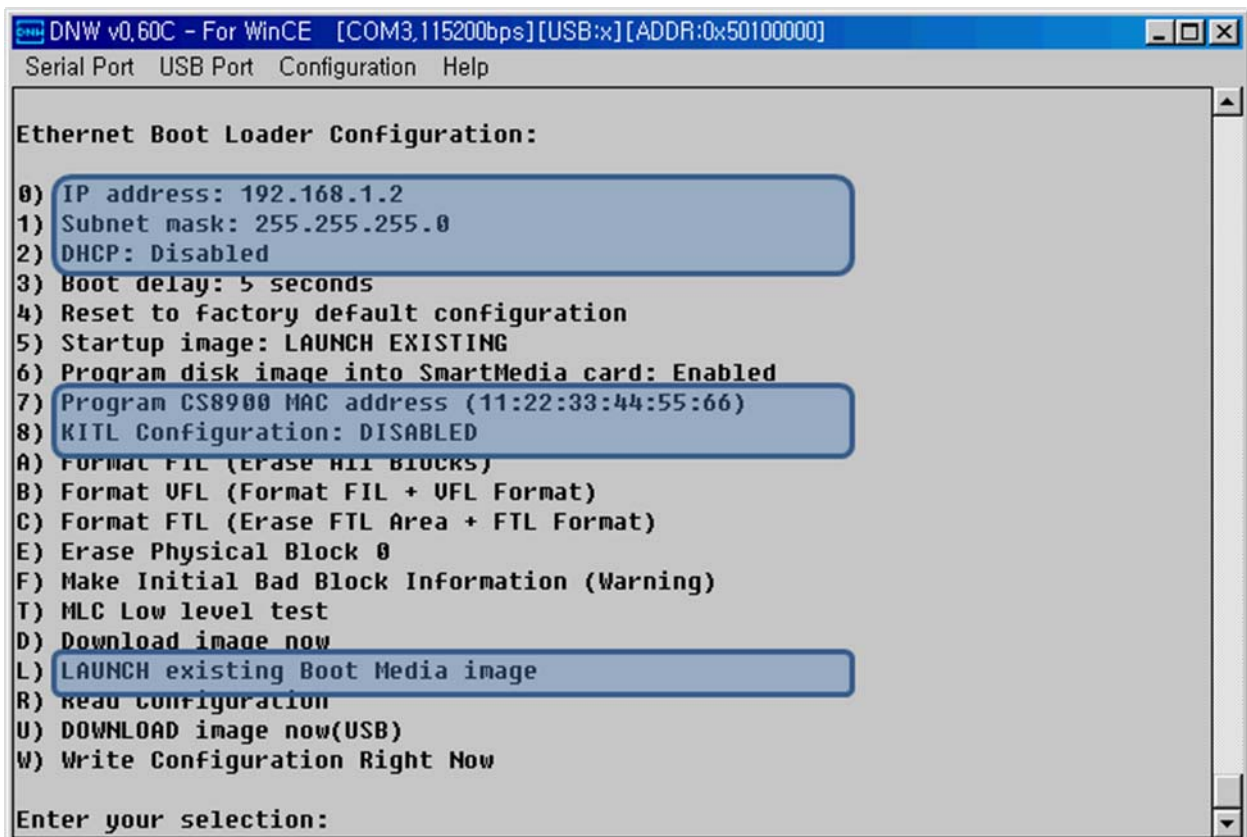 DNW v0.60C - For WinCE [COM3,115200bps][USB:x][ADDR:0x50100000]
Serial Port USB Port Configuration Help
Ethernet Boot Loader Configuration:
0) IP address: 192.168.1.2
1) Subnet mask: 255.255.255.0
2) DHCP: Disabled
3) Boot delay: 5 seconds
4) Reset to factory default configuration
5) Startup image: LAUNCH EXISTING
6) Program disk image into SmartMedia card: Enabled
7) Program CS8900 MAC address (11:22:33:44:55:66)
8) KITL Configuration: DISABLED
A) Format FIL (Erase All Blocks)
B) Format VFL (Format FIL + VFL Format)
C) Format FTL (Erase FTL Area + FTL Format)
E) Erase Physical Block 0
F) Make Initial Bad Block Information (Warning)
T) MLC Low level test
D) Download image now
L) LAUNCH existing Boot Media image
R) Read Configuration
U) DOWNLOAD image now(USB)
W) Write Configuration Right Now
Enter your selection: